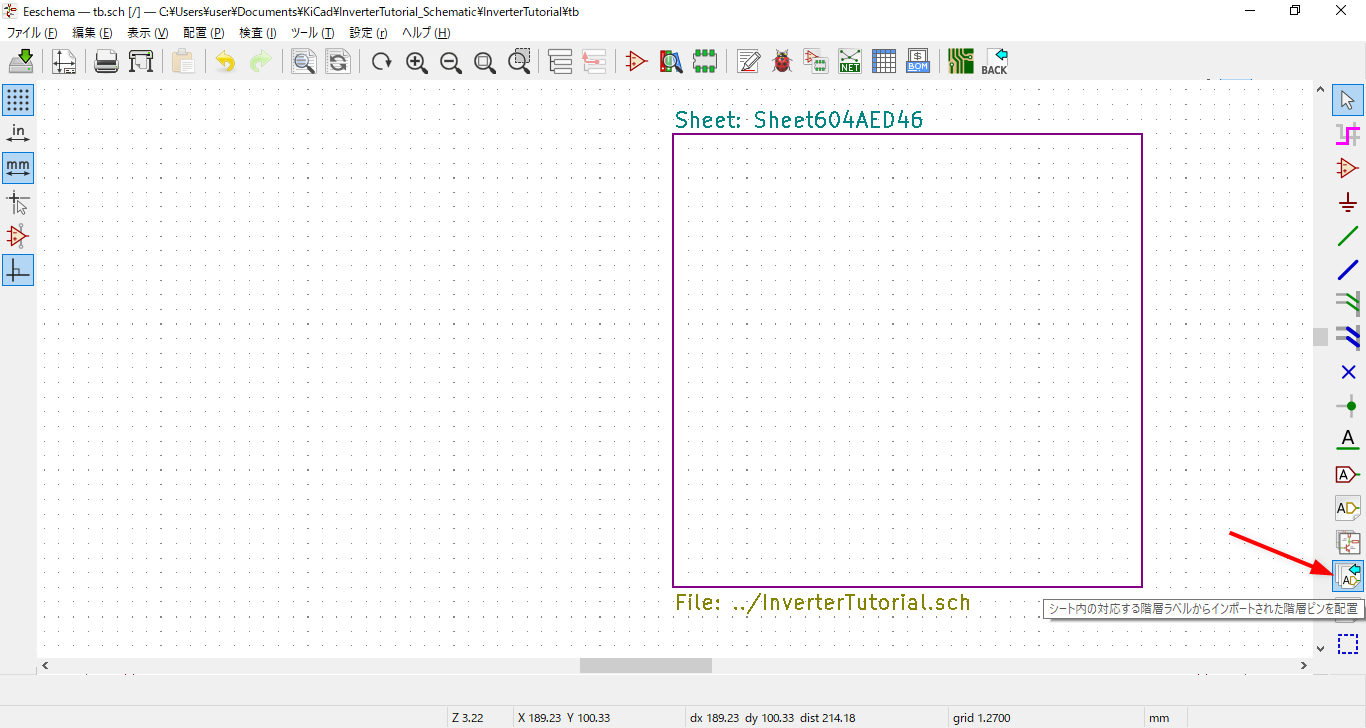 Eeschema — tb.sch [/] — C:¥Users¥user¥Documents¥KiCad¥InverterTutorial_Schematic¥InverterTutorial¥tb
ファイル (F) 編集 (E) 表示 (V) 配置 (P) 検査 (I) ツール (T) 設定 (r) ヘルプ (H)
NET
$
BOM
BACK
in
mm
Sheet: Sheet604AED46
A
A
AD
AD
File: ../InverterTutorial.sch
シート内の対応する階層ラベルからインポートされた階層ピンを配置
Z 3.22 X 189.23 Y 100.33 dx 189.23 dy 100.33 dist 214.18 grid 1.2700 mm